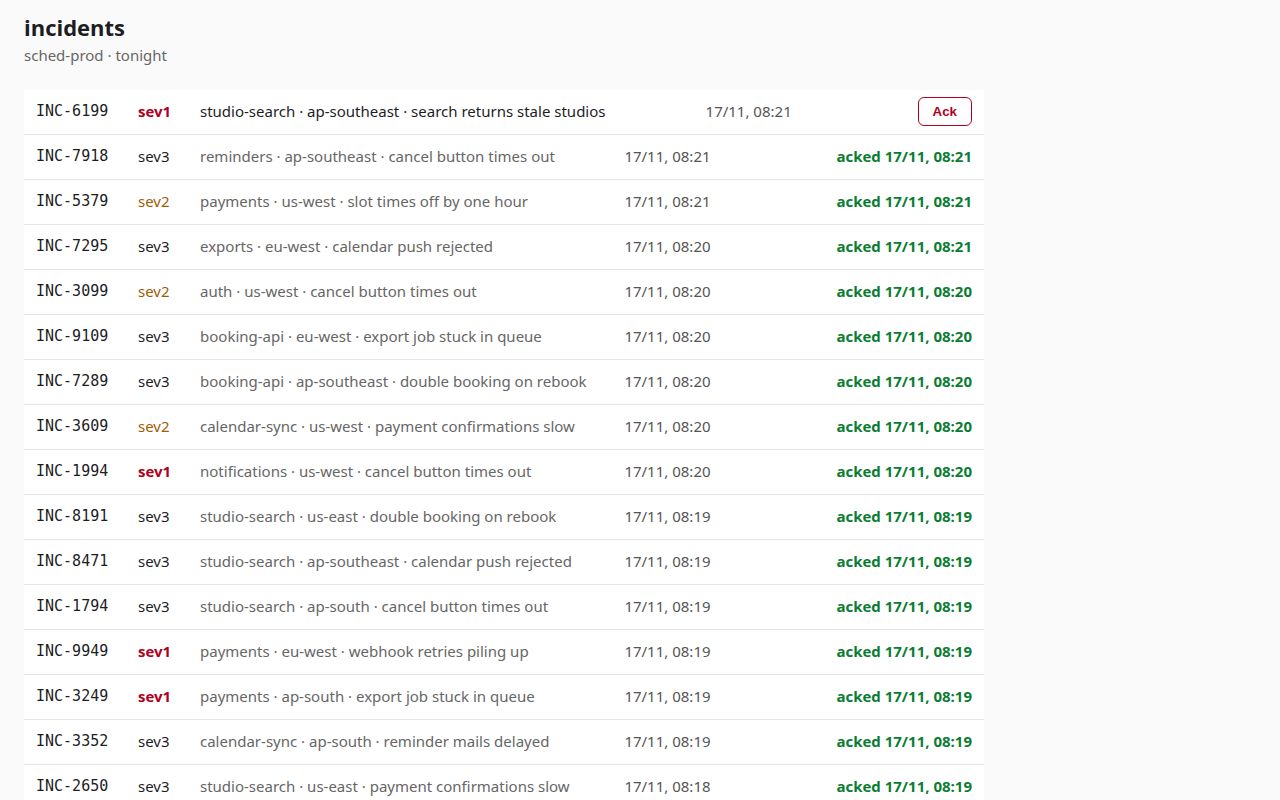 incidents
sched-prod · tonight
INC-6199 sev1 studio-search · ap-southeast · search returns stale studios 17/11, 08:21 Ack
INC-7918 sev3 reminders · ap-southeast · cancel button times out 17/11, 08:21 acked 17/11, 08:21
INC-5379 sev2 payments · us-west · slot times off by one hour 17/11, 08:21 acked 17/11, 08:21
INC-7295 sev3 exports · eu-west · calendar push rejected 17/11, 08:20 acked 17/11, 08:21
INC-3099 sev2 auth · us-west · cancel button times out 17/11, 08:20 acked 17/11, 08:20
INC-9109 sev3 booking-api · eu-west · export job stuck in queue 17/11, 08:20 acked 17/11, 08:20
INC-7289 sev3 booking-api · ap-southeast · double booking on rebook 17/11, 08:20 acked 17/11, 08:20
INC-3609 sev2 calendar-sync · us-west · payment confirmations slow 17/11, 08:20 acked 17/11, 08:20
INC-1994 sev1 notifications · us-west · cancel button times out 17/11, 08:20 acked 17/11, 08:20
INC-8191 sev3 studio-search · us-east · double booking on rebook 17/11, 08:19 acked 17/11, 08:19
INC-8471 sev3 studio-search · ap-southeast · calendar push rejected 17/11, 08:19 acked 17/11, 08:19
INC-1794 sev3 studio-search · ap-south · cancel button times out 17/11, 08:19 acked 17/11, 08:19
INC-9949 sev1 payments · eu-west · webhook retries piling up 17/11, 08:19 acked 17/11, 08:19
INC-3249 sev1 payments · ap-south · export job stuck in queue 17/11, 08:19 acked 17/11, 08:19
INC-3352 sev3 calendar-sync · ap-south · reminder mails delayed 17/11, 08:19 acked 17/11, 08:19
INC-2650 sev3 studio-search · us-east · payment confirmations slow 17/11, 08:18 acked 17/11, 08:19